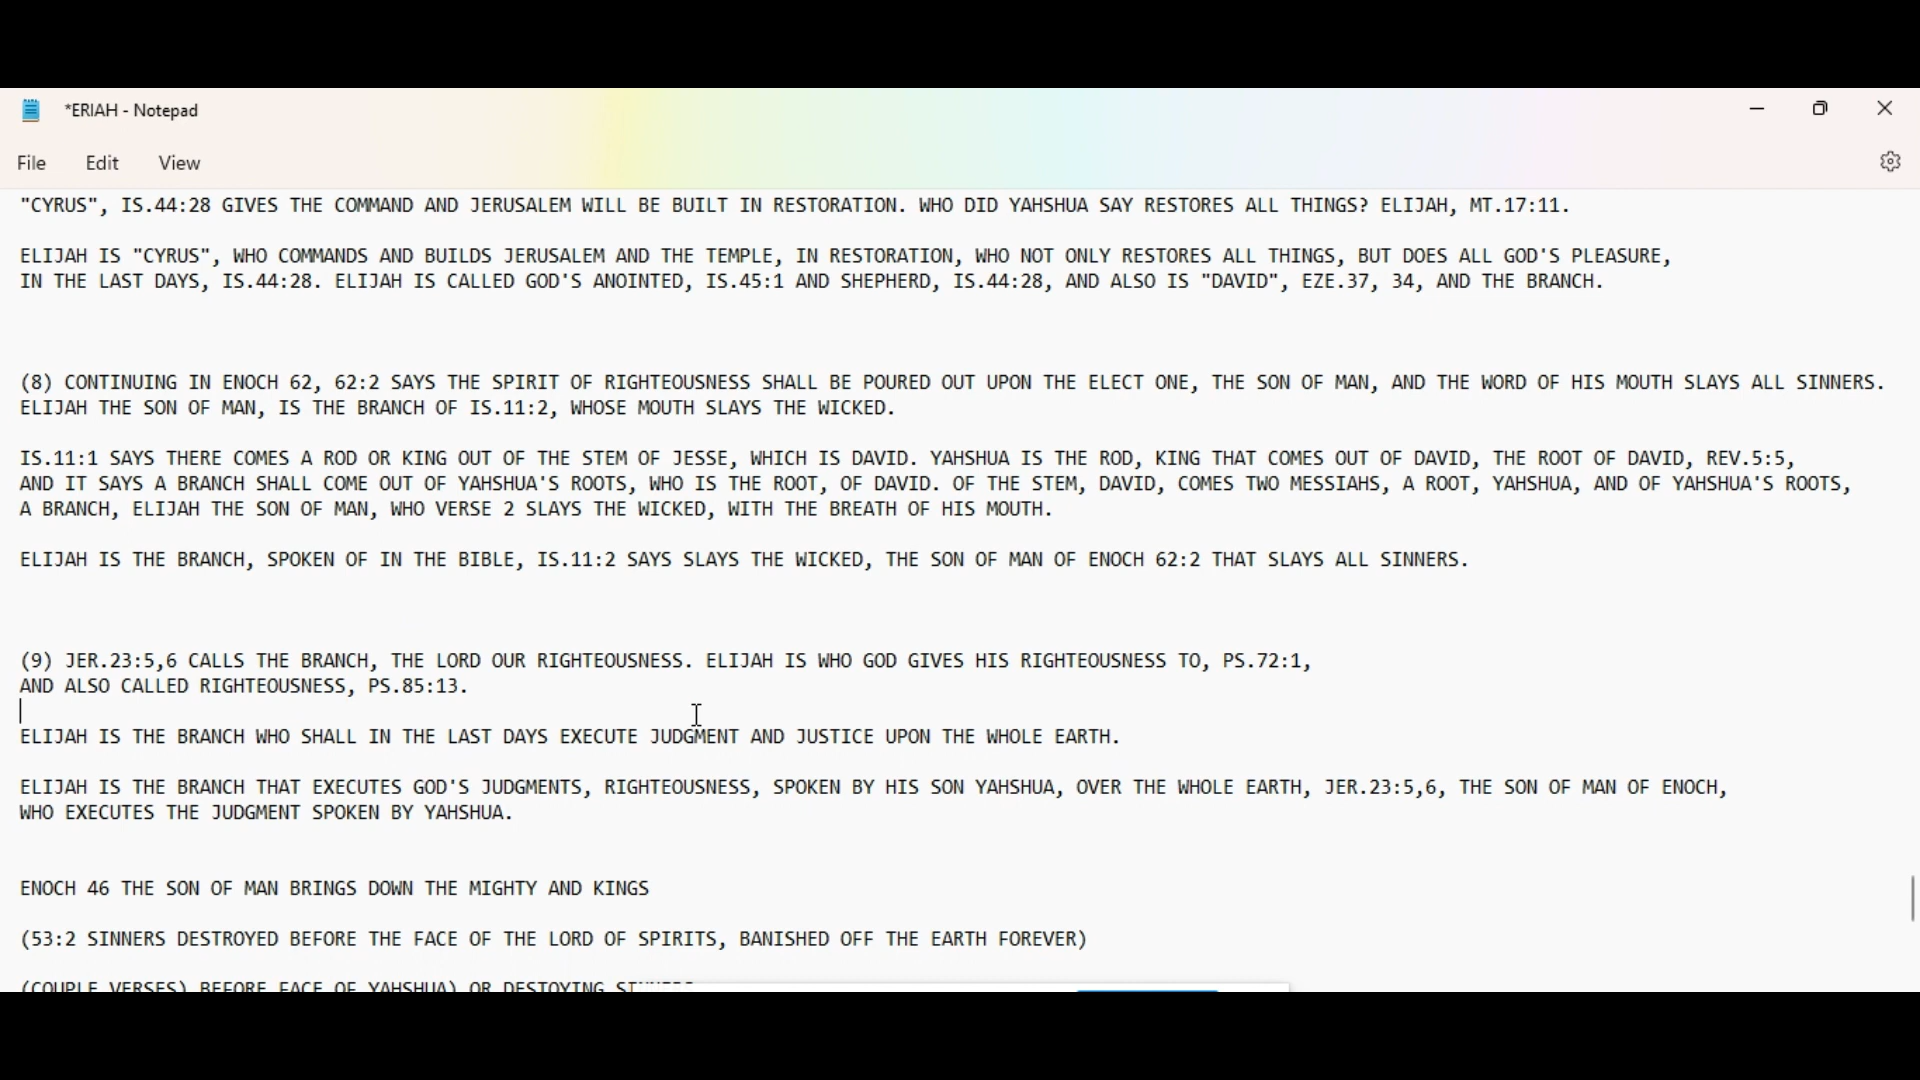 *ERIAH - Notepad
File Edit View
"CYRUS", IS.44:28 GIVES THE COMMAND AND JERUSALEM WILL BE BUILT IN RESTORATION. WHO DID YAHSHUA SAY RESTORES ALL THINGS? ELIJAH, MT.17:11.
ELIJAH IS "CYRUS", WHO COMMANDS AND BUILDS JERUSALEM AND THE TEMPLE, IN RESTORATION, WHO NOT ONLY RESTORES ALL THINGS, BUT DOES ALL GOD'S PLEASURE,
IN THE LAST DAYS, IS.44:28. ELIJAH IS CALLED GOD'S ANOINTED, IS.45:1 AND SHEPHERD, IS.44:28, AND ALSO IS "DAVID", EZE.37, 34, AND THE BRANCH.
(8) CONTINUING IN ENOCH 62, 62:2 SAYS THE SPIRIT OF RIGHTEOUSNESS SHALL BE POURED OUT UPON THE ELECT ONE, THE SON OF MAN, AND THE WORD OF HIS MOUTH SLAYS ALL SINNERS.
ELIJAH THE SON OF MAN, IS THE BRANCH OF IS.11:2, WHOSE MOUTH SLAYS THE WICKED.
IS.11:1 SAYS THERE COMES A ROD OR KING OUT OF THE STEM OF JESSE, WHICH IS DAVID. YAHSHUA IS THE ROD, KING THAT COMES OUT OF DAVID, THE ROOT OF DAVID, REV.5:5,
AND IT SAYS A BRANCH SHALL COME OUT OF YAHSHUA'S ROOTS, WHO IS THE ROOT, OF DAVID. OF THE STEM, DAVID, COMES TWO MESSIAHS, A ROOT, YAHSHUA, AND OF YAHSHUA'S ROOTS,
A BRANCH, ELIJAH THE SON OF MAN, WHO VERSE 2 SLAYS THE WICKED, WITH THE BREATH OF HIS MOUTH.
ELIJAH IS THE BRANCH, SPOKEN OF IN THE BIBLE, IS.11:2 SAYS SLAYS THE WICKED, THE SON OF MAN OF ENOCH 62:2 THAT SLAYS ALL SINNERS.
(9) JER.23:5,6 CALLS THE BRANCH, THE LORD OUR RIGHTEOUSNESS. ELIJAH IS WHO GOD GIVES HIS RIGHTEOUSNESS TO, PS.72:1,
AND ALSO CALLED RIGHTEOUSNESS, PS.85:13.
ELIJAH IS THE BRANCH WHO SHALL IN THE LAST DAYS EXECUTE JUDGMENT AND JUSTICE UPON THE WHOLE EARTH.
ELIJAH IS THE BRANCH THAT EXECUTES GOD'S JUDGMENTS, RIGHTEOUSNESS, SPOKEN BY HIS SON YAHSHUA, OVER THE WHOLE EARTH, JER.23:5,6, THE SON OF MAN OF ENOCH,
WHO EXECUTES THE JUDGMENT SPOKEN BY YAHSHUA.
ENOCH 46 THE SON OF MAN BRINGS DOWN THE MIGHTY AND KINGS
(53:2 SINNERS DESTROYED BEFORE THE FACE OF THE LORD OF SPIRITS, BANISHED OFF THE EARTH FOREVER)
(COUPLE VERSES) BEFORE FACE OF YAHSHUA) OR DESTOYING